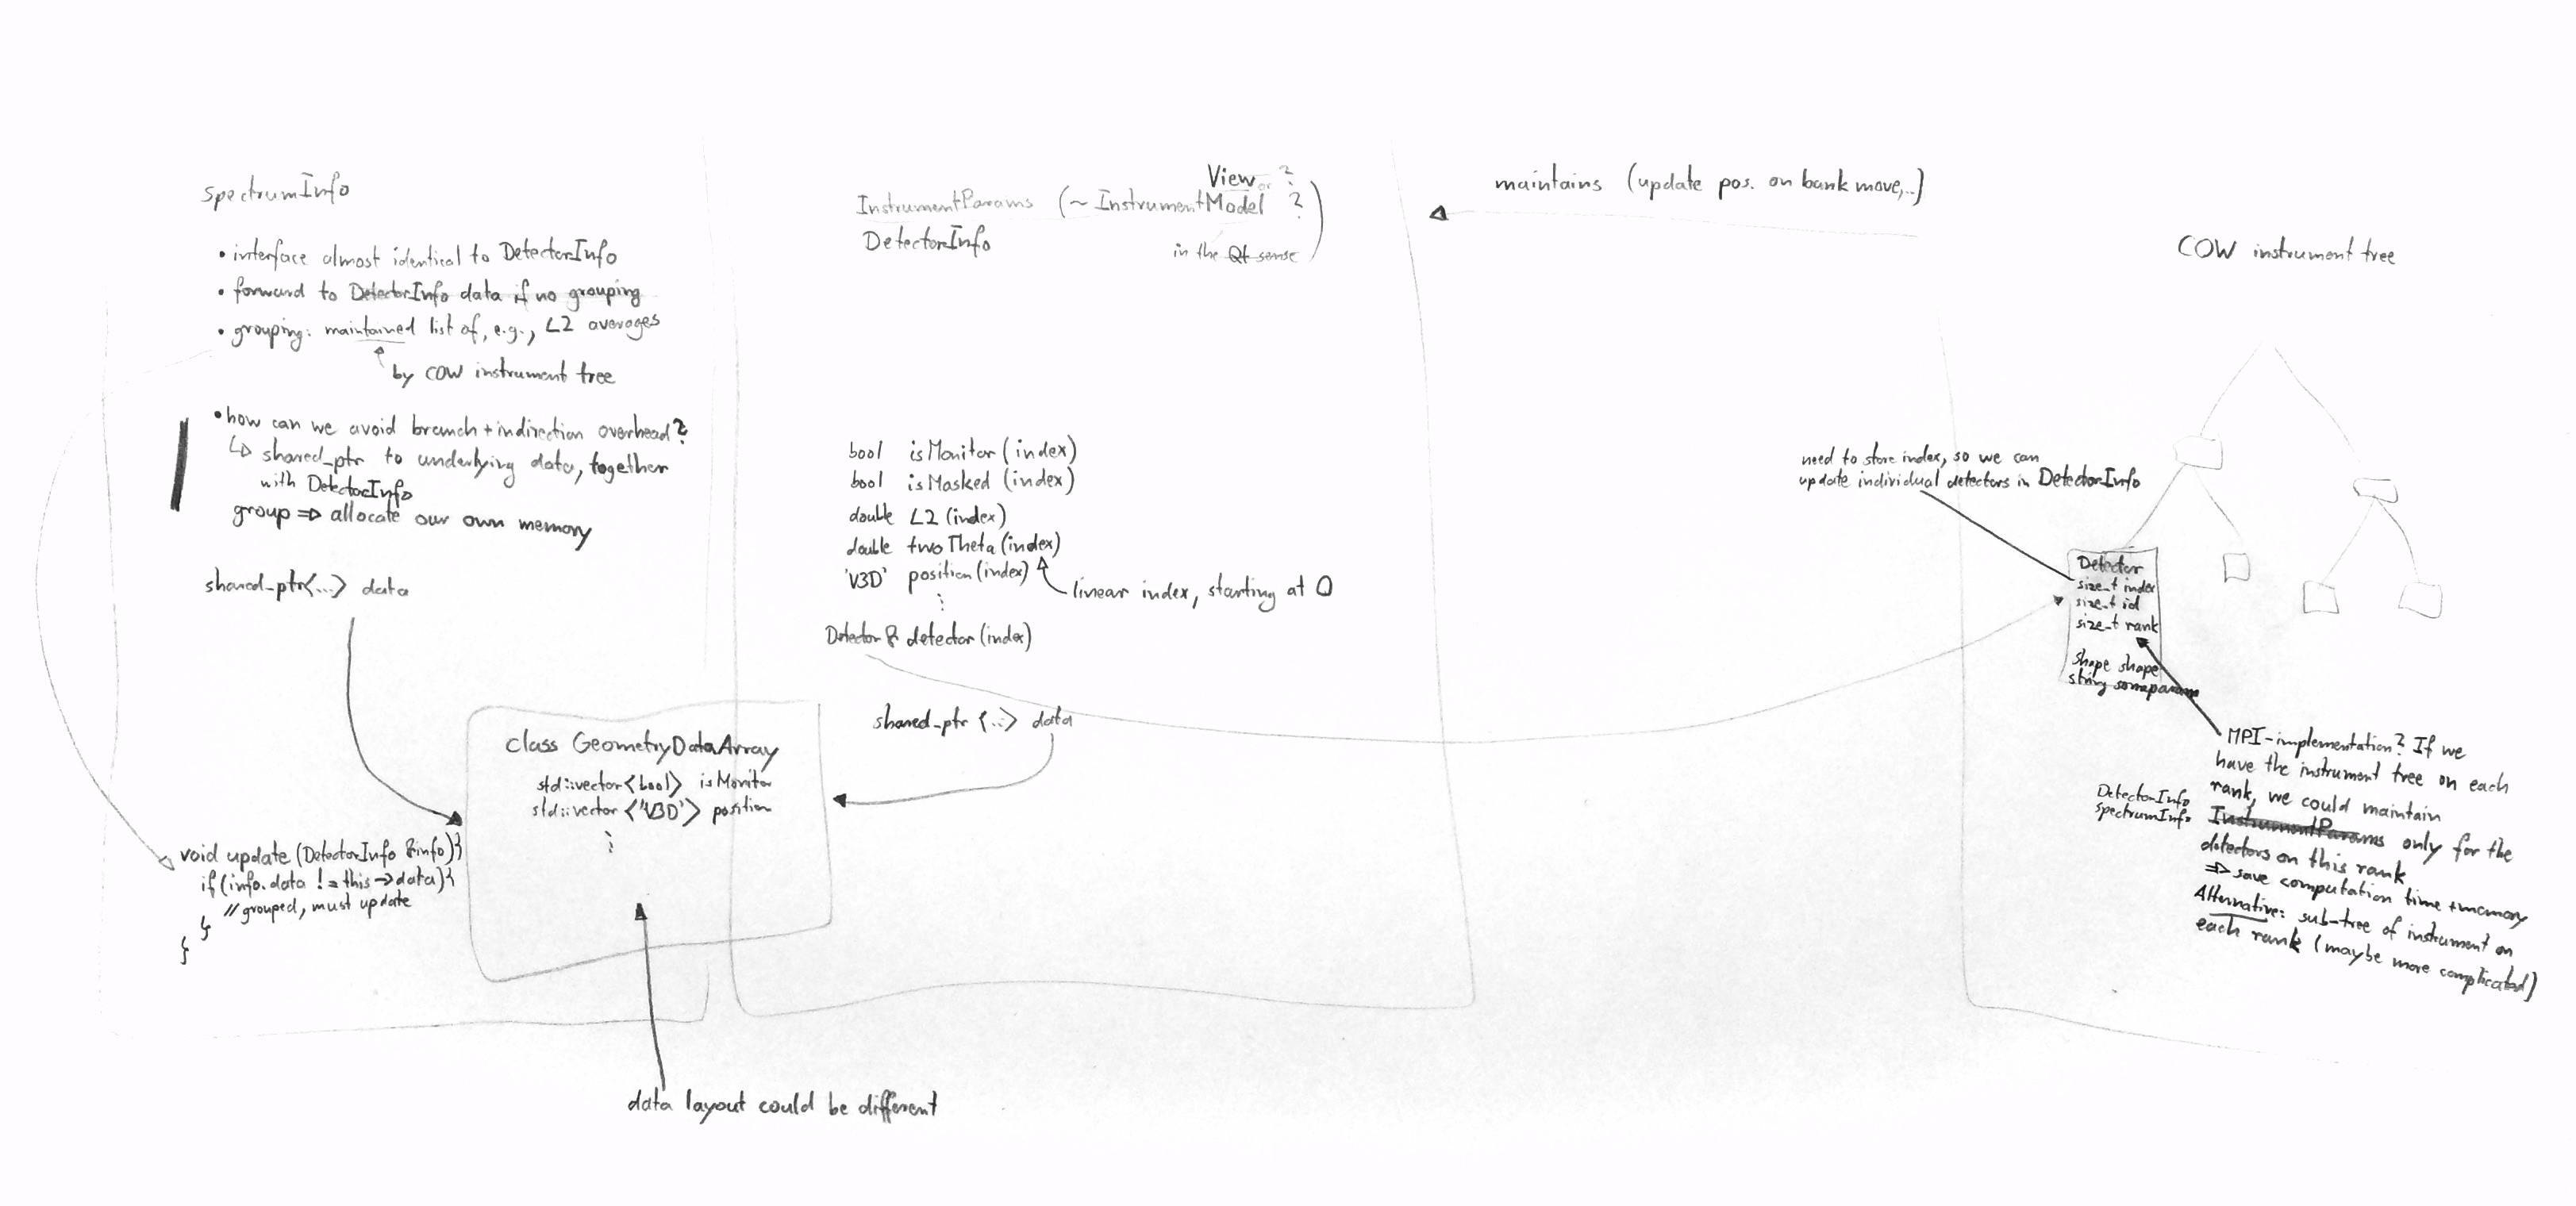 spectrumInfo
• interface almost identical to DetectorInfo
• forward to DetectorInfo data if no grouping
• grouping: maintained list of, e.g., L2 averages
by COW instrument tree
• how can we avoid branch + indirection overhead?
↳ shared_ptr to underlying data, together
with DetectorInfo
group ⇒ allocate our own memory
shared_ptr<...> data
void update (DetectorInfo &info){
if (info.data != this->data){
// grouped, must update
}
}
class GeometryDataArray
std::vector<bool> isMonitor
std::vector<'V3D'> position
⋮
data layout could be different
View or ?
InstrumentParams (~ InstrumentModel ?)
DetectorInfo
in the Qt sense
bool isMonitor (index)
bool isMasked (index)
double L2 (index)
double twoTheta (index)
'V3D' position (index)
linear index, starting at 0
⋮
Detector & detector (index)
shared_ptr <...> data
maintains (update pos. on bank move,..)
COW instrument tree
need to store index, so we can
update individual detectors in DetectorInfo
Detector
size_t index
size_t id
size_t rank
shape shape
string someparams
MPI-implementation? If we
have the instrument tree on each
rank, we could maintain
DetectorInfo
spectrumInfo
InstrumentParams only for the
detectors on this rank
⇒ save computation time + memory
Alternative: sub-tree of instrument on
each rank (maybe more complicated)